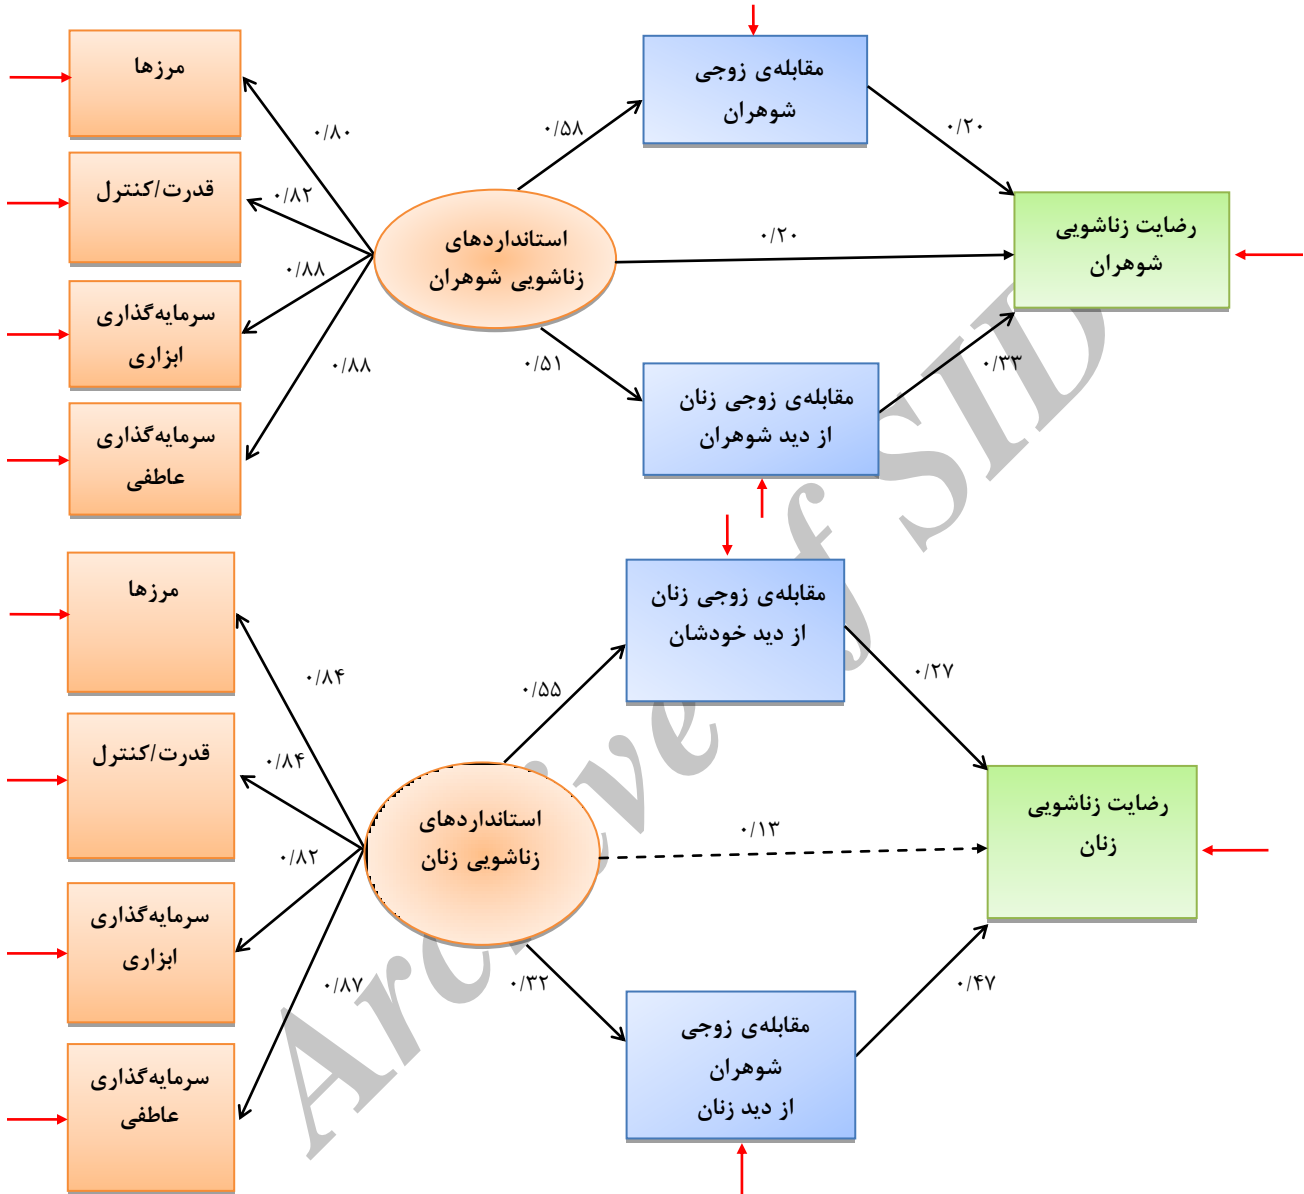 مرزها
۰/۸۰
قدرت/کنترل
۰/۸۲
سرمایه‌گذاری
ابزاری
۰/۸۸
سرمایه‌گذاری
عاطفی
۰/۸۸
استانداردهای
زناشویی شوهران
۰/۵۸
مقابله‌ی زوجی
شوهران
۰/۲۰
۰/۲۰
رضایت زناشویی
شوهران
۰/۵۱
مقابله‌ی زوجی زنان
از دید شوهران
۰/۳۳
مرزها
۰/۸۴
قدرت/کنترل
۰/۸۴
سرمایه‌گذاری
ابزاری
۰/۸۲
سرمایه‌گذاری
عاطفی
۰/۸۷
استانداردهای
زناشویی زنان
۰/۵۵
مقابله‌ی زوجی زنان
از دید خودشان
۰/۲۷
۰/۱۳
رضایت زناشویی
زنان
۰/۳۲
مقابله‌ی زوجی
شوهران
از دید زنان
۰/۴۷
Archive of SID